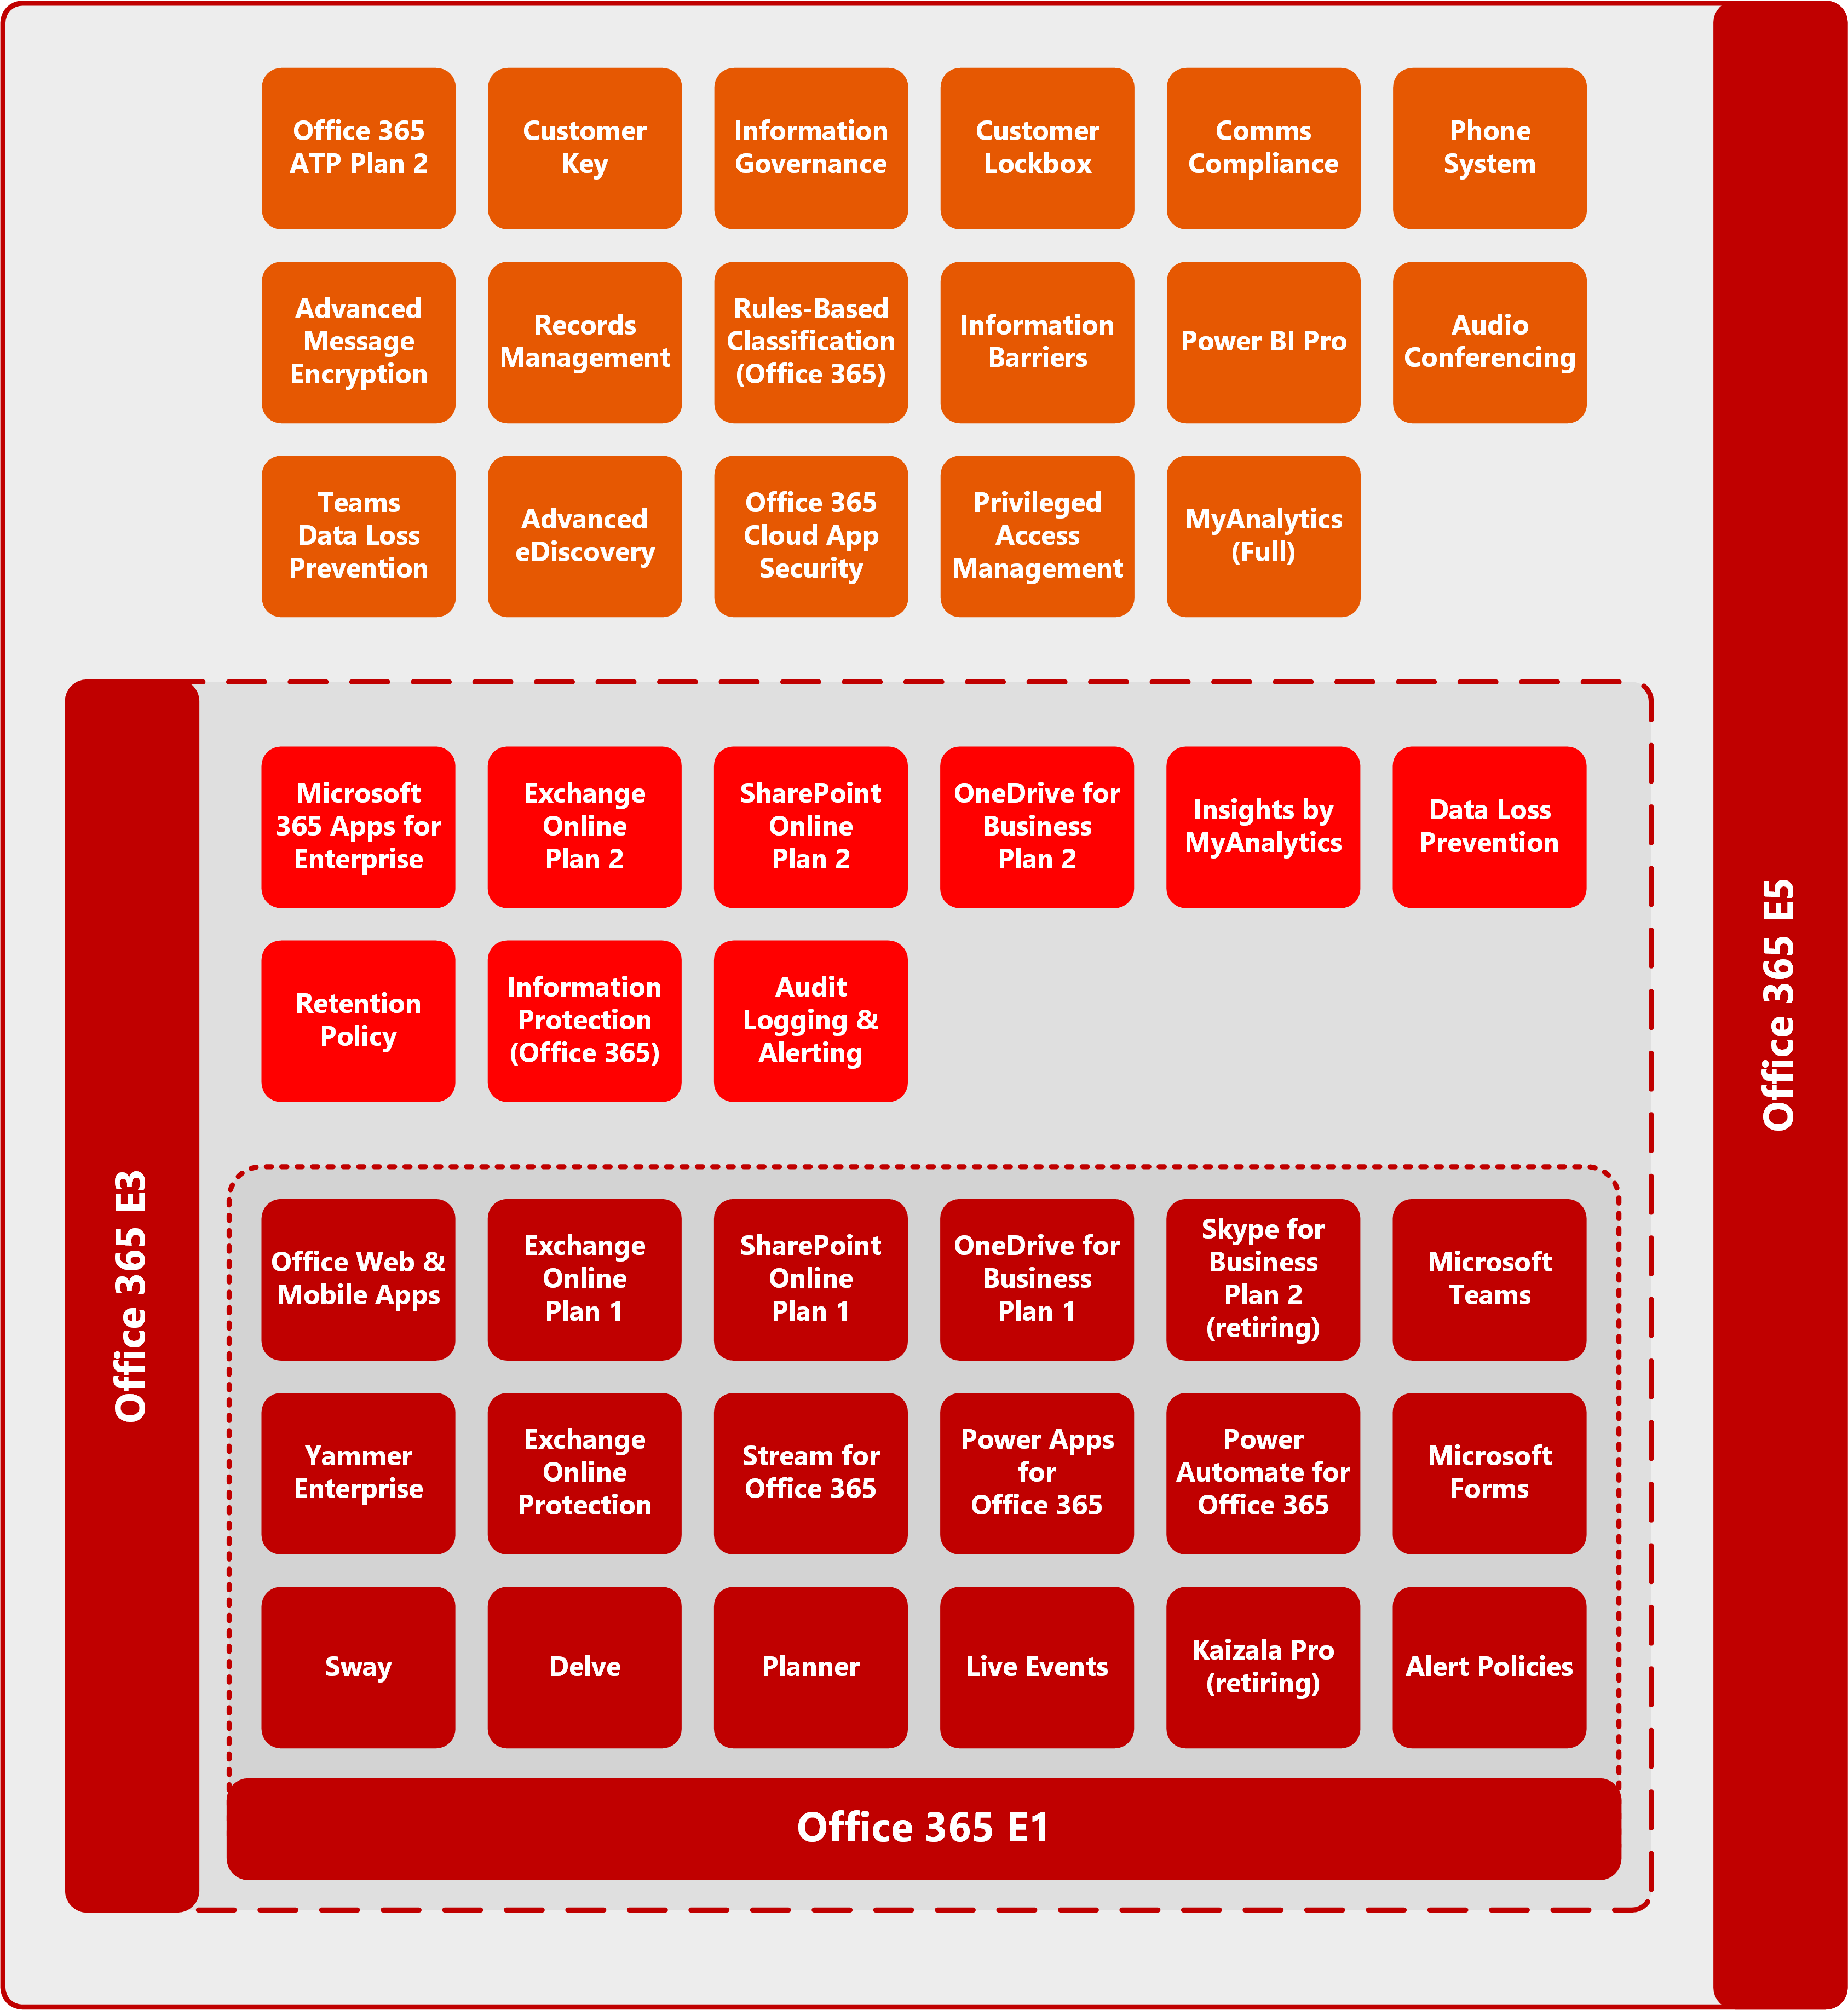 Office 365
ATP Plan 2
Customer
Key
Information
Governance
Customer
Lockbox
Comms
Compliance
Phone
System
Advanced
Message
Encryption
Records
Management
Rules-Based
Classification
(Office 365)
Information
Barriers
Power BI Pro
Audio
Conferencing
Teams
Data Loss
Prevention
Advanced
eDiscovery
Office 365
Cloud App
Security
Privileged
Access
Management
MyAnalytics
(Full)
Office 365 E5
Office 365 E3
Microsoft
365 Apps for
Enterprise
Exchange
Online
Plan 2
SharePoint
Online
Plan 2
OneDrive for
Business
Plan 2
Insights by
MyAnalytics
Data Loss
Prevention
Retention
Policy
Information
Protection
(Office 365)
Audit
Logging &
Alerting
Office Web &
Mobile Apps
Exchange
Online
Plan 1
SharePoint
Online
Plan 1
OneDrive for
Business
Plan 1
Skype for
Business
Plan 2
(retiring)
Microsoft
Teams
Yammer
Enterprise
Exchange
Online
Protection
Stream for
Office 365
Power Apps
for
Office 365
Power
Automate for
Office 365
Microsoft
Forms
Sway
Delve
Planner
Live Events
Kaizala Pro
(retiring)
Alert Policies
Office 365 E1